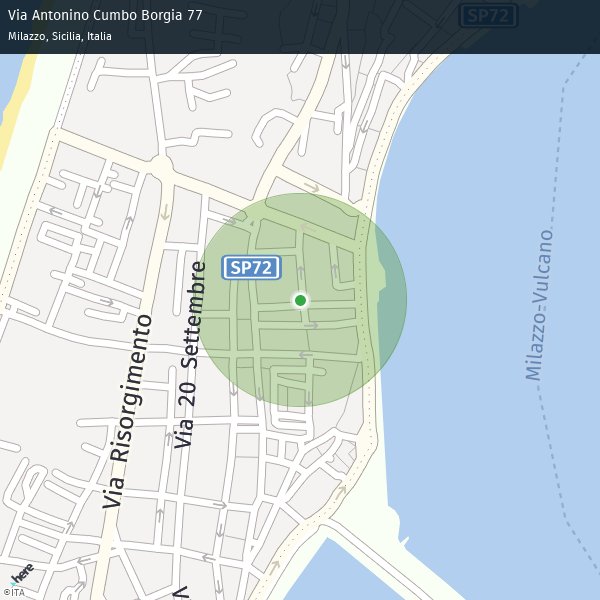 Via Antonino Cumbo Borgia 77
Milazzo, Sicilia, Italia
SP72
SP72
Via 20 Settembre
Via Risorgimento
Milazzo-Vulcano
V
here
©ITA